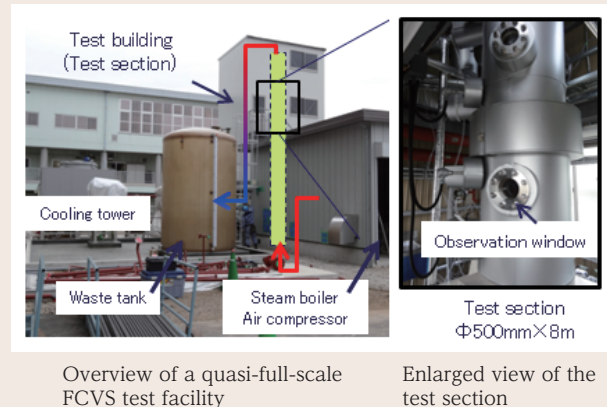 Test building
(Test section)
Cooling tower
Waste tank
Steam boiler
Air compressor
Observation window
Test section
Φ500mm×8m
Overview of a quasi-full-scale
FCVS test facility
Enlarged view of the
test section